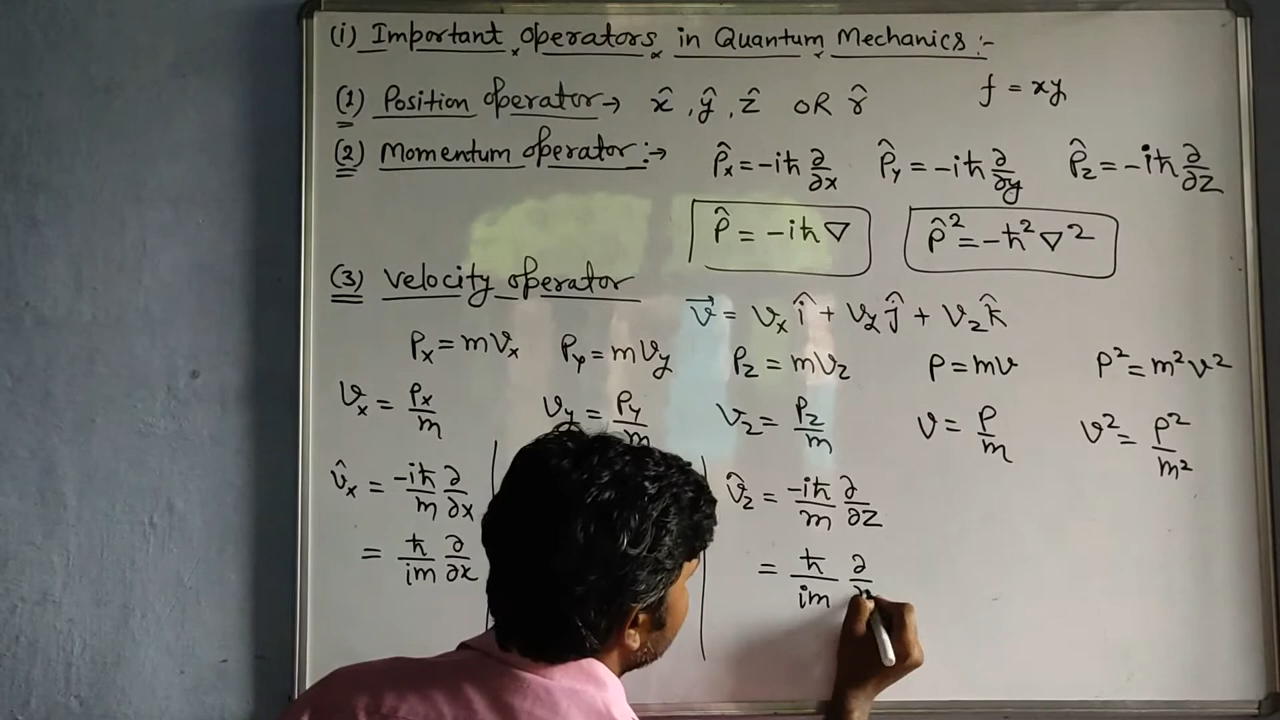 (i) Important operators in Quantum Mechanics :-
f = xy
(1) Position operator → x̂ , ŷ , ẑ OR r̂
(2) Momentum operator :→ P̂x = -iħ ∂/∂x P̂y = -iħ ∂/∂y P̂z = -iħ ∂/∂z
P̂ = -iħ∇ P̂² = -ħ²∇²
(3) Velocity operator
v⃗ = vx î + vy ĵ + vz k̂
Px = mvx Py = mvy Pz = mvz P = mv P² = m²v²
vx = Px/m vy = Py/m vz = Pz/m v = P/m v² = P²/m²
v̂x = -iħ/m ∂/∂x v̂z = -iħ/m ∂/∂z
= ħ/im ∂/∂x = ħ/im ∂/